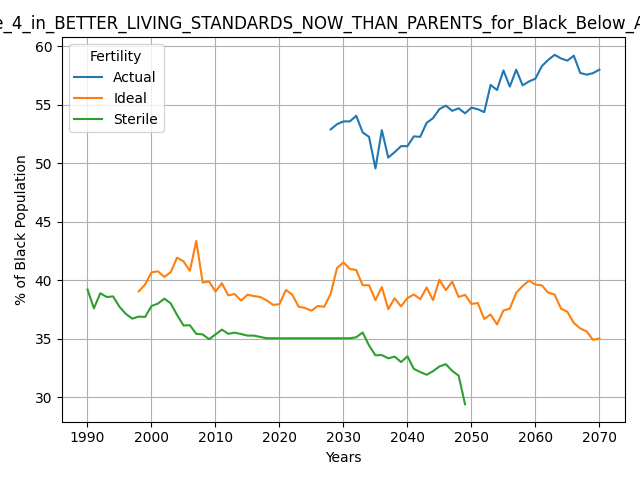 _4_in_BETTER_LIVING_STANDARDS_NOW_THAN_PARENTS_for_Black_Below_
Fertility
Actual
Ideal
Sterile
% of Black Population
60
55
50
45
40
35
30
1990 2000 2010 2020 2030 2040 2050 2060 2070
Years